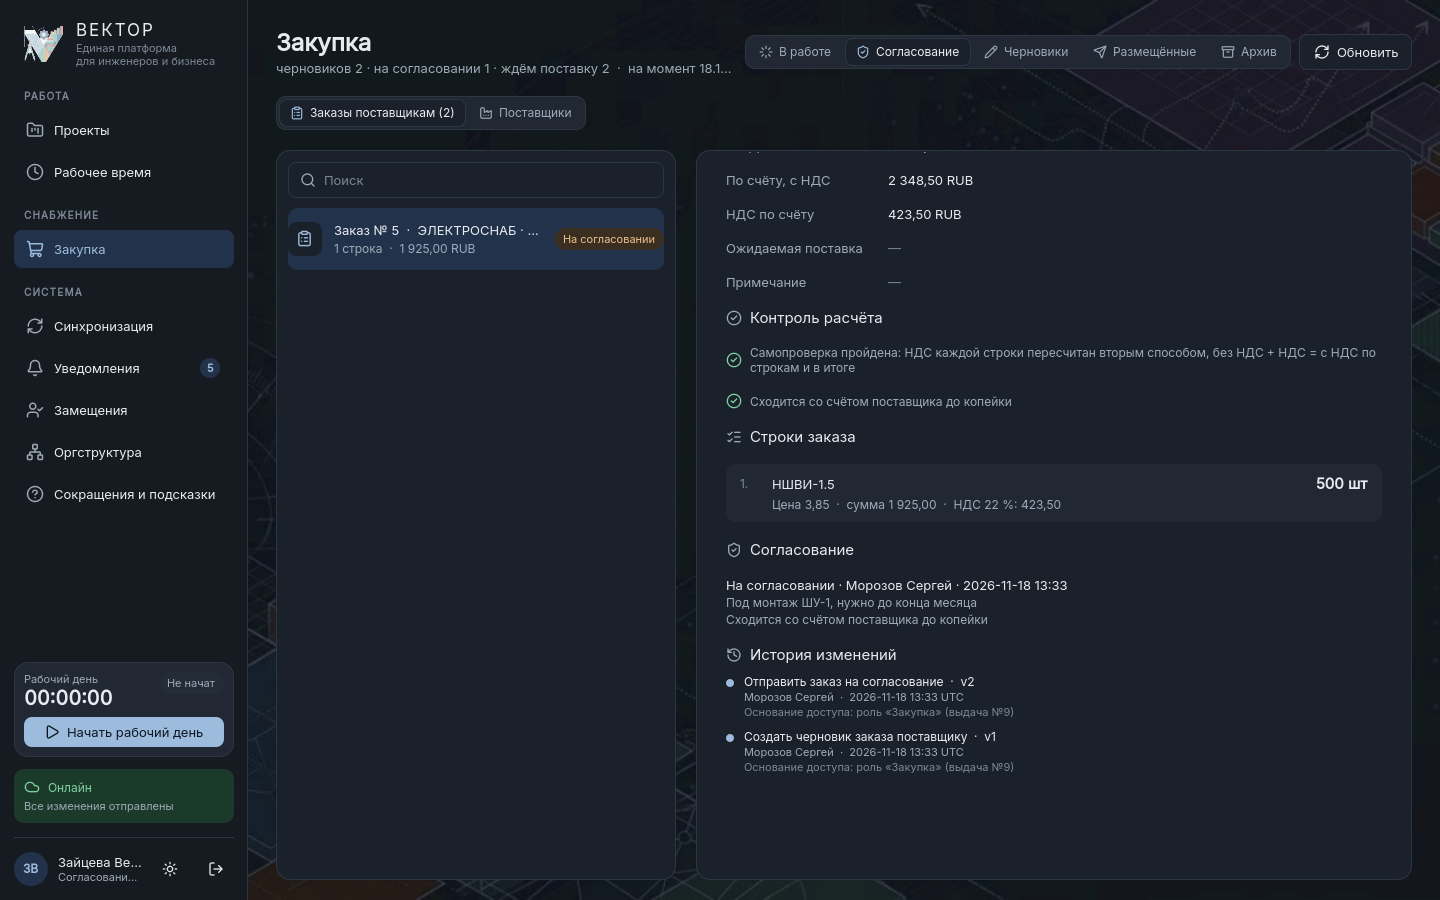 ВЕКТОР
Единая платформа
для инженеров и бизнеса
РАБОТА
Проекты
Рабочее время
СНАБЖЕНИЕ
Закупка
СИСТЕМА
Синхронизация
Уведомления
5
Замещения
Оргструктура
Сокращения и подсказки
Рабочий день
Не начат
00:00:00
Начать рабочий день
Онлайн
Все изменения отправлены
ЗВ
Зайцева Ве...
Согласовани...
Закупка
черновиков 2 · на согласовании 1 · ждём поставку 2 · на момент 18.1...
В работе
Согласование
Черновики
Размещённые
Архив
Обновить
Заказы поставщикам (2)
Поставщики
Поиск
Заказ № 5 · ЭЛЕКТРОСНАБ · ...
1 строка · 1 925,00 RUB
На согласовании
По счёту, с НДС 2 348,50 RUB
НДС по счёту 423,50 RUB
Ожидаемая поставка —
Примечание —
Контроль расчёта
Самопроверка пройдена: НДС каждой строки пересчитан вторым способом, без НДС + НДС = с НДС по
строкам и в итоге
Сходится со счётом поставщика до копейки
Строки заказа
1. НШВИ-1.5 500 шт
Цена 3,85 · сумма 1 925,00 · НДС 22 %: 423,50
Согласование
На согласовании · Морозов Сергей · 2026-11-18 13:33
Под монтаж ШУ-1, нужно до конца месяца
Сходится со счётом поставщика до копейки
История изменений
Отправить заказ на согласование · v2
Морозов Сергей · 2026-11-18 13:33 UTC
Основание доступа: роль «Закупка» (выдача №9)
Создать черновик заказа поставщику · v1
Морозов Сергей · 2026-11-18 13:33 UTC
Основание доступа: роль «Закупка» (выдача №9)